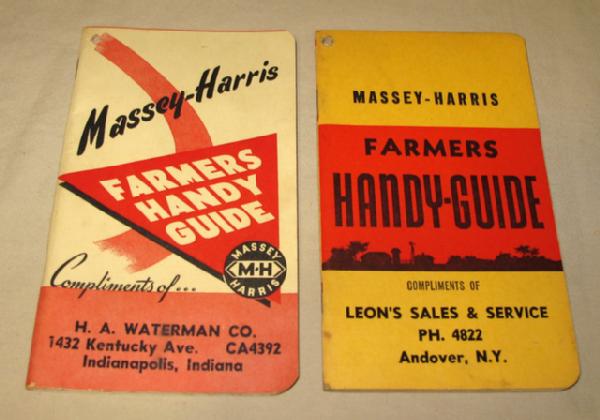 Massey-Harris
FARMERS
HANDY
GUIDE
MASSEY
M-H
HARRIS
Compliments of...
H. A. WATERMAN CO.
1432 Kentucky Ave. CA4392
Indianapolis, Indiana
MASSEY-HARRIS
FARMERS
HANDY-GUIDE
COMPLIMENTS OF
LEON'S SALES & SERVICE
PH. 4822
Andover, N.Y.